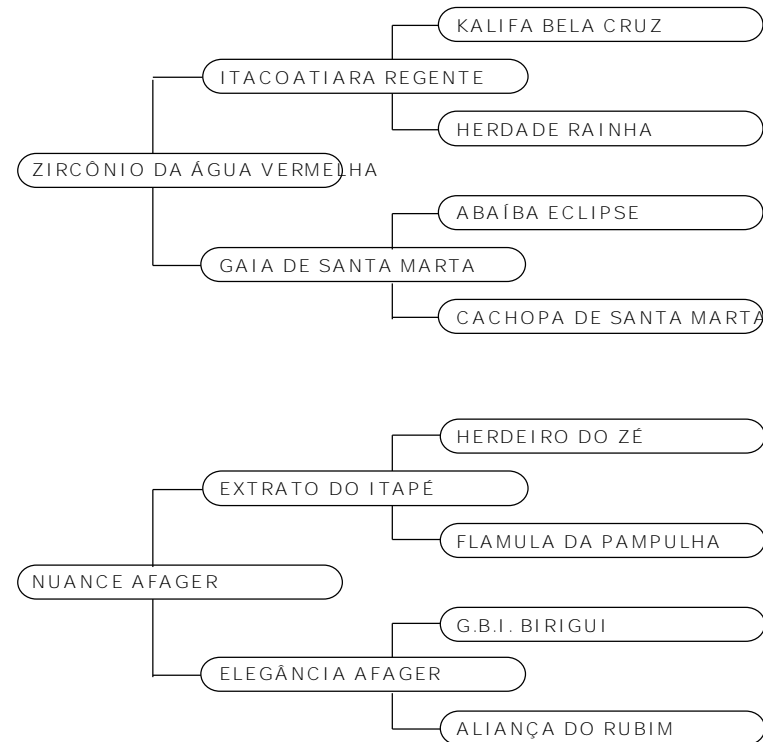 KALIFA BELA CRUZ
ITACOATIARA REGENTE
HERDADE RAINHA
ZIRCÔNIO DA ÁGUA VERMELHA
ABAÍBA ECLIPSE
GAIA DE SANTA MARTA
CACHOPA DE SANTA MARTA
HERDEIRO DO ZÉ
EXTRATO DO ITAPÉ
FLAMULA DA PAMPULHA
NUANCE AFAGER
G.B.I. BIRIGUI
ELEGÂNCIA AFAGER
ALIANÇA DO RUBIM